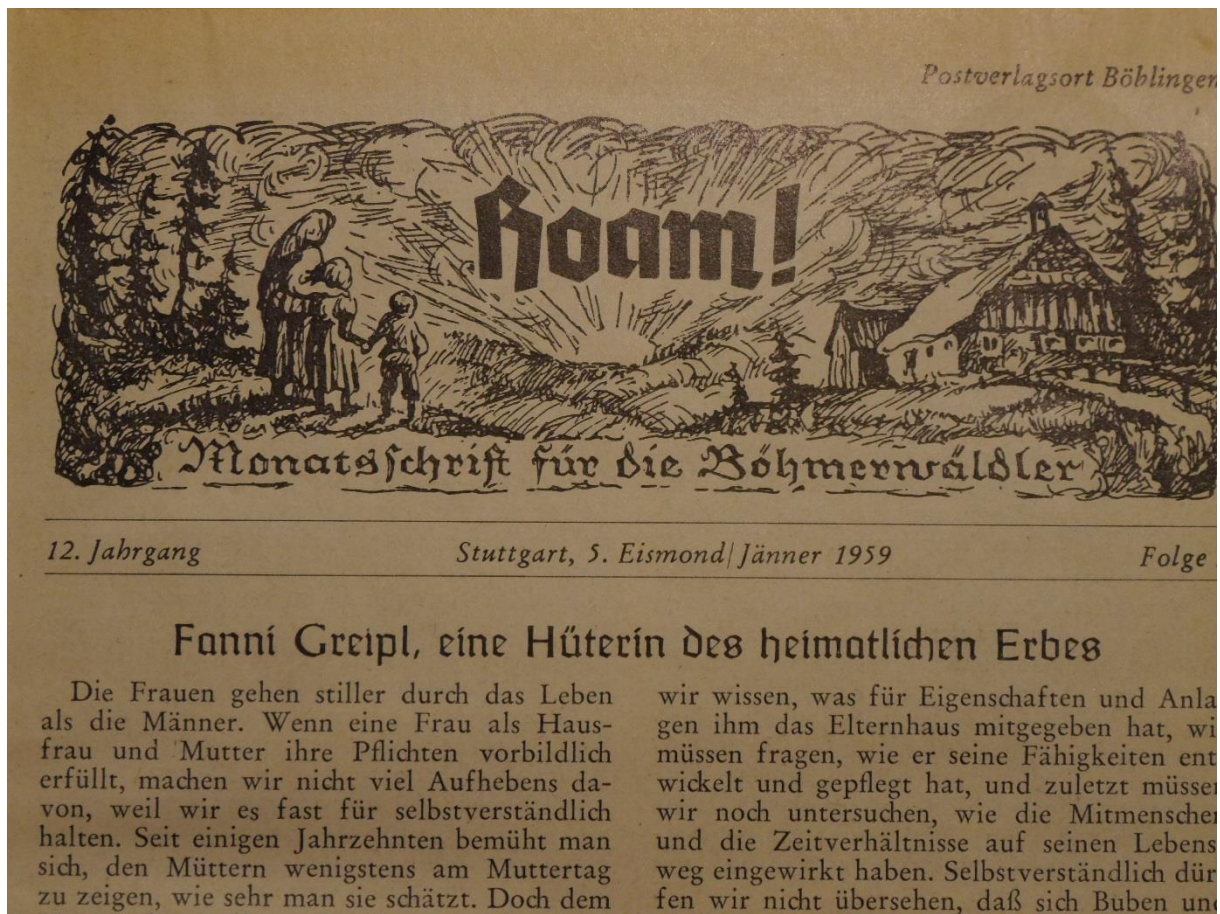 Postverlagsort Böblingen
Hoam!
Monatsschrift für die Böhmerwäldler
12. Jahrgang
Stuttgart, 5. Eismond/Jänner 1959
Folge
Fanni Greipl, eine Hüterin des heimatlichen Erbes
Die Frauen gehen stiller durch das Leben
als die Männer. Wenn eine Frau als Haus-
frau und Mutter ihre Pflichten vorbildlich
erfüllt, machen wir nicht viel Aufhebens da-
von, weil wir es fast für selbstverständlich
halten. Seit einigen Jahrzehnten bemüht man
sich, den Müttern wenigstens am Muttertag
zu zeigen, wie sehr man sie schätzt. Doch dem
wir wissen, was für Eigenschaften und Anla-
gen ihm das Elternhaus mitgegeben hat, wi
müssen fragen, wie er seine Fähigkeiten ent-
wickelt und gepflegt hat, und zuletzt müssen
wir noch untersuchen, wie die Mitmenschen
und die Zeitverhältnisse auf seinen Lebens-
weg eingewirkt haben. Selbstverständlich dür-
fen wir nicht übersehen, daß sich Buben und